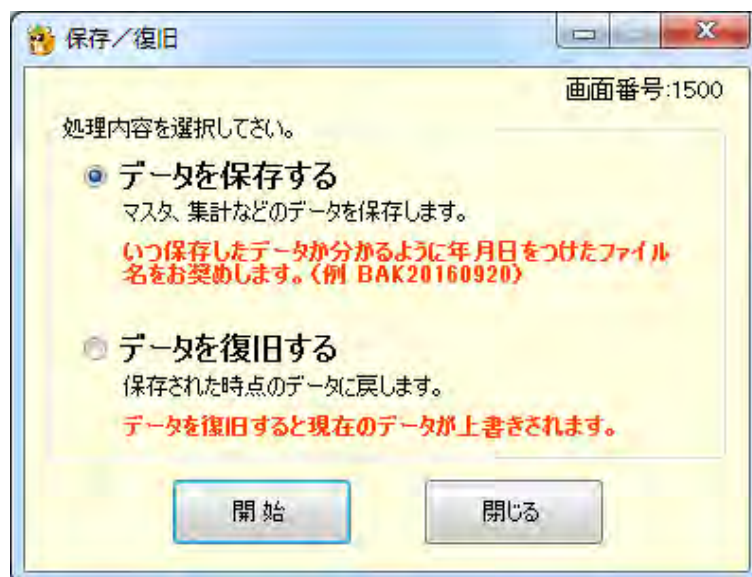 保存／復旧
画面番号:1500
処理内容を選択してさい。
データを保存する
マスタ、集計などのデータを保存します。
いつ保存したデータか分かるように年月日をつけたファイル
名をお奨めします。(例 BAK20160920)
データを復旧する
保存された時点のデータに戻します。
データを復旧すると現在のデータが上書きされます。
開始
閉じる